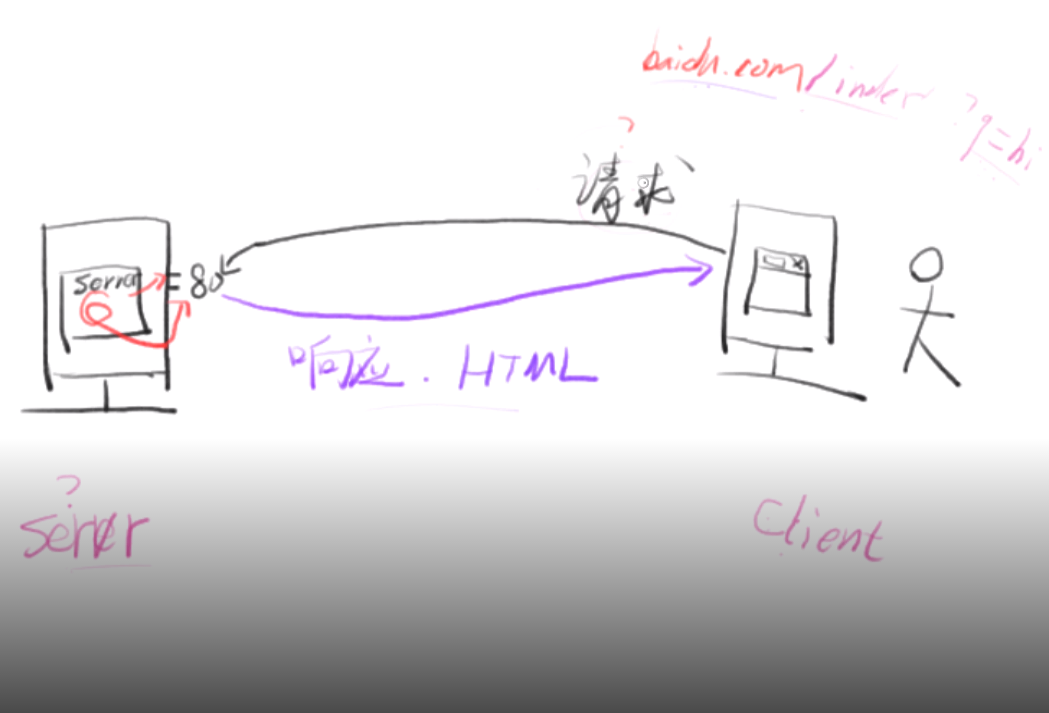 baidu.com/index ?q=hi
?
请求
server
80
响应. HTML
?
server
Client